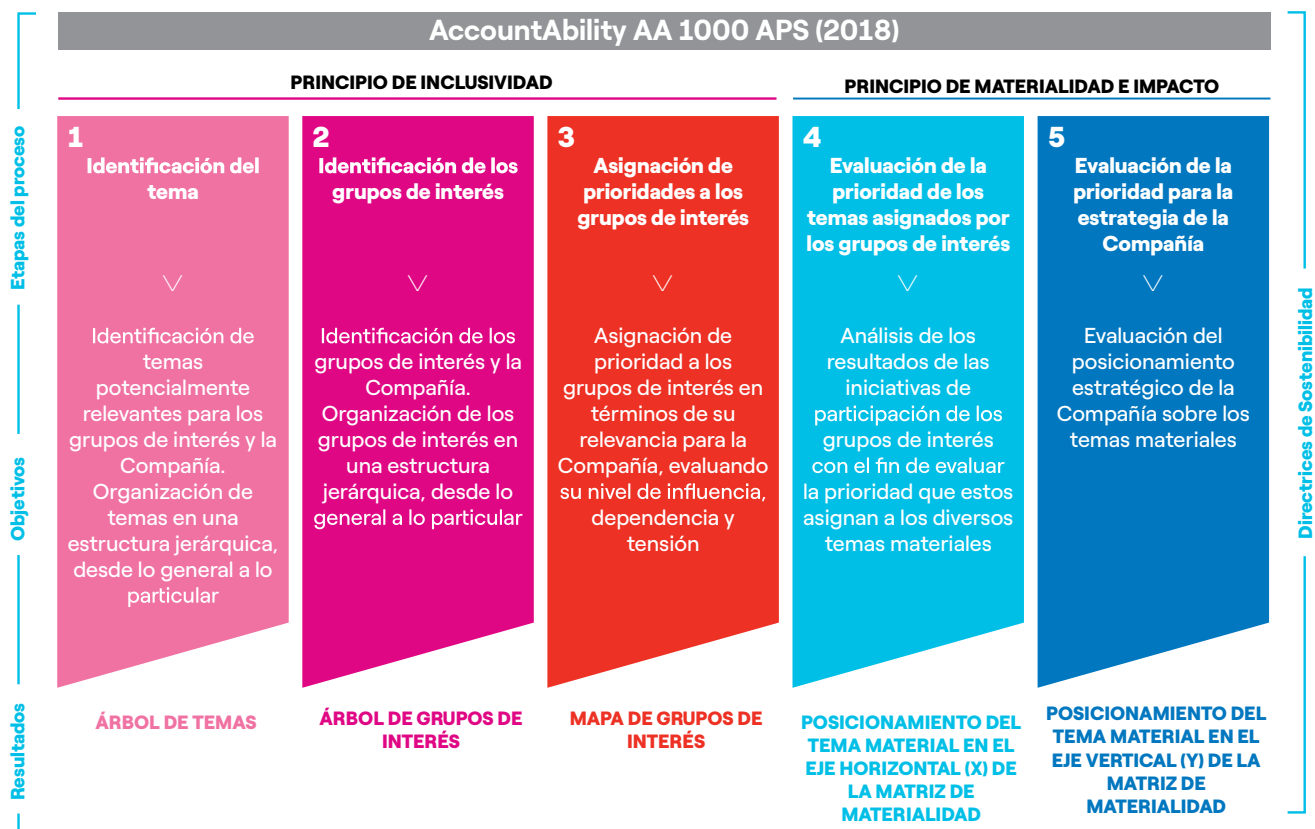 AccountAbility AA 1000 APS (2018)
PRINCIPIO DE INCLUSIVIDAD
PRINCIPIO DE MATERIALIDAD E IMPACTO
Etapas del proceso
Objetivos
Resultados
1
Identificación del
tema
Identificación de
temas
potencialmente
relevantes para los
grupos de interés y la
Compañía.
Organización de
temas en una
estructura jerárquica,
desde lo general a lo
particular
ÁRBOL DE TEMAS
2
Identificación de los
grupos de interés
Identificación de los
grupos de interés y la
Compañía.
Organización de los
grupos de interés en
una estructura
jerárquica, desde lo
general a lo particular
ÁRBOL DE GRUPOS DE
INTERÉS
3
Asignación de
prioridades a los
grupos de interés
Asignación de
prioridad a los
grupos de interés en
términos de su
relevancia para la
Compañía, evaluando
su nivel de influencia,
dependencia y
tensión
MAPA DE GRUPOS DE
INTERÉS
4
Evaluación de la
prioridad de los
temas asignados por
los grupos de interés
Análisis de los
resultados de las
iniciativas de
participación de los
grupos de interés
con el fin de evaluar
la prioridad que estos
asignan a los diversos
temas materiales
POSICIONAMIENTO DEL
TEMA MATERIAL EN EL
EJE HORIZONTAL (X) DE
LA MATRIZ DE
MATERIALIDAD
5
Evaluación de la
prioridad para la
estrategia de la
Compañía
Evaluación del
posicionamiento
estratégico de la
Compañía sobre los
temas materiales
POSICIONAMIENTO DEL
TEMA MATERIAL EN EL
EJE VERTICAL (Y) DE LA
MATRIZ DE
MATERIALIDAD
Directrices de Sostenibilidad